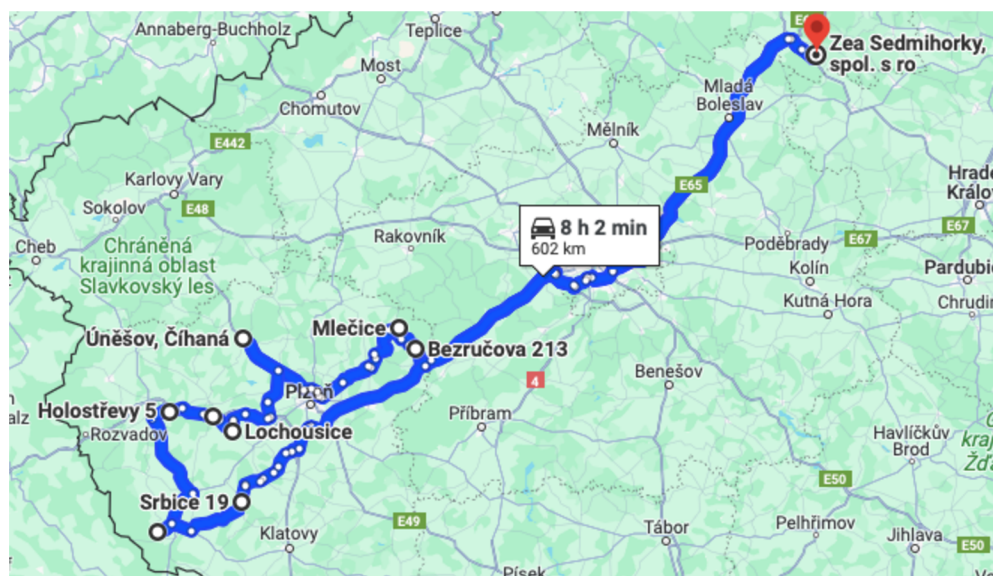 Annaberg-Buchholz
Teplice
Zea Sedmihorky,
spol. s ro
Most
Chomutov
Mladá
Boleslav
Mělník
E442
Karlovy Vary
Sokolov
E48
E65
Hradec
Králov
Cheb
Chráněná
krajinná oblast
Slavkovský les
Rakovník
8 h 2 min
602 km
Poděbrady
E67
E67
Kolín
Pardubic
Kutná Hora
Chrudin
Úněšov, Číhaná
Mlečice
Bezručova 213
Plzeň
4
Benešov
Holostřevy 5
Rozvadov
Lochousice
Příbram
Havlíčkův
Brod
E50
Srbice 19
Klatovy
E49
Tábor
Pelhřimov
Jihlava
E50
Písek